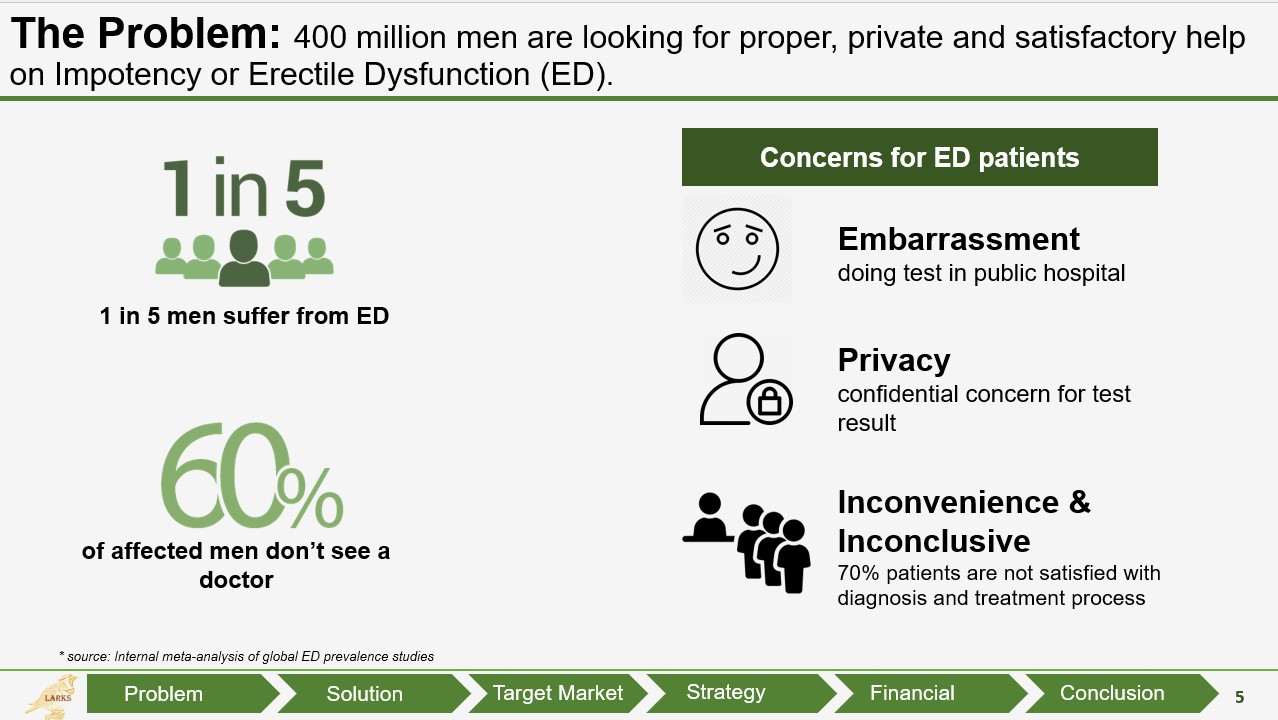 The Problem: 400 million men are looking for proper, private and satisfactory help
on Impotency or Erectile Dysfunction (ED).
1 in 5
1 in 5 men suffer from ED
60%
of affected men don’t see a
doctor
Concerns for ED patients
Embarrassment
doing test in public hospital
Privacy
confidential concern for test
result
Inconvenience &
Inconclusive
70% patients are not satisfied with
diagnosis and treatment process
* source: Internal meta-analysis of global ED prevalence studies
LARKS
Problem
Solution
Target Market
Strategy
Financial
Conclusion
5